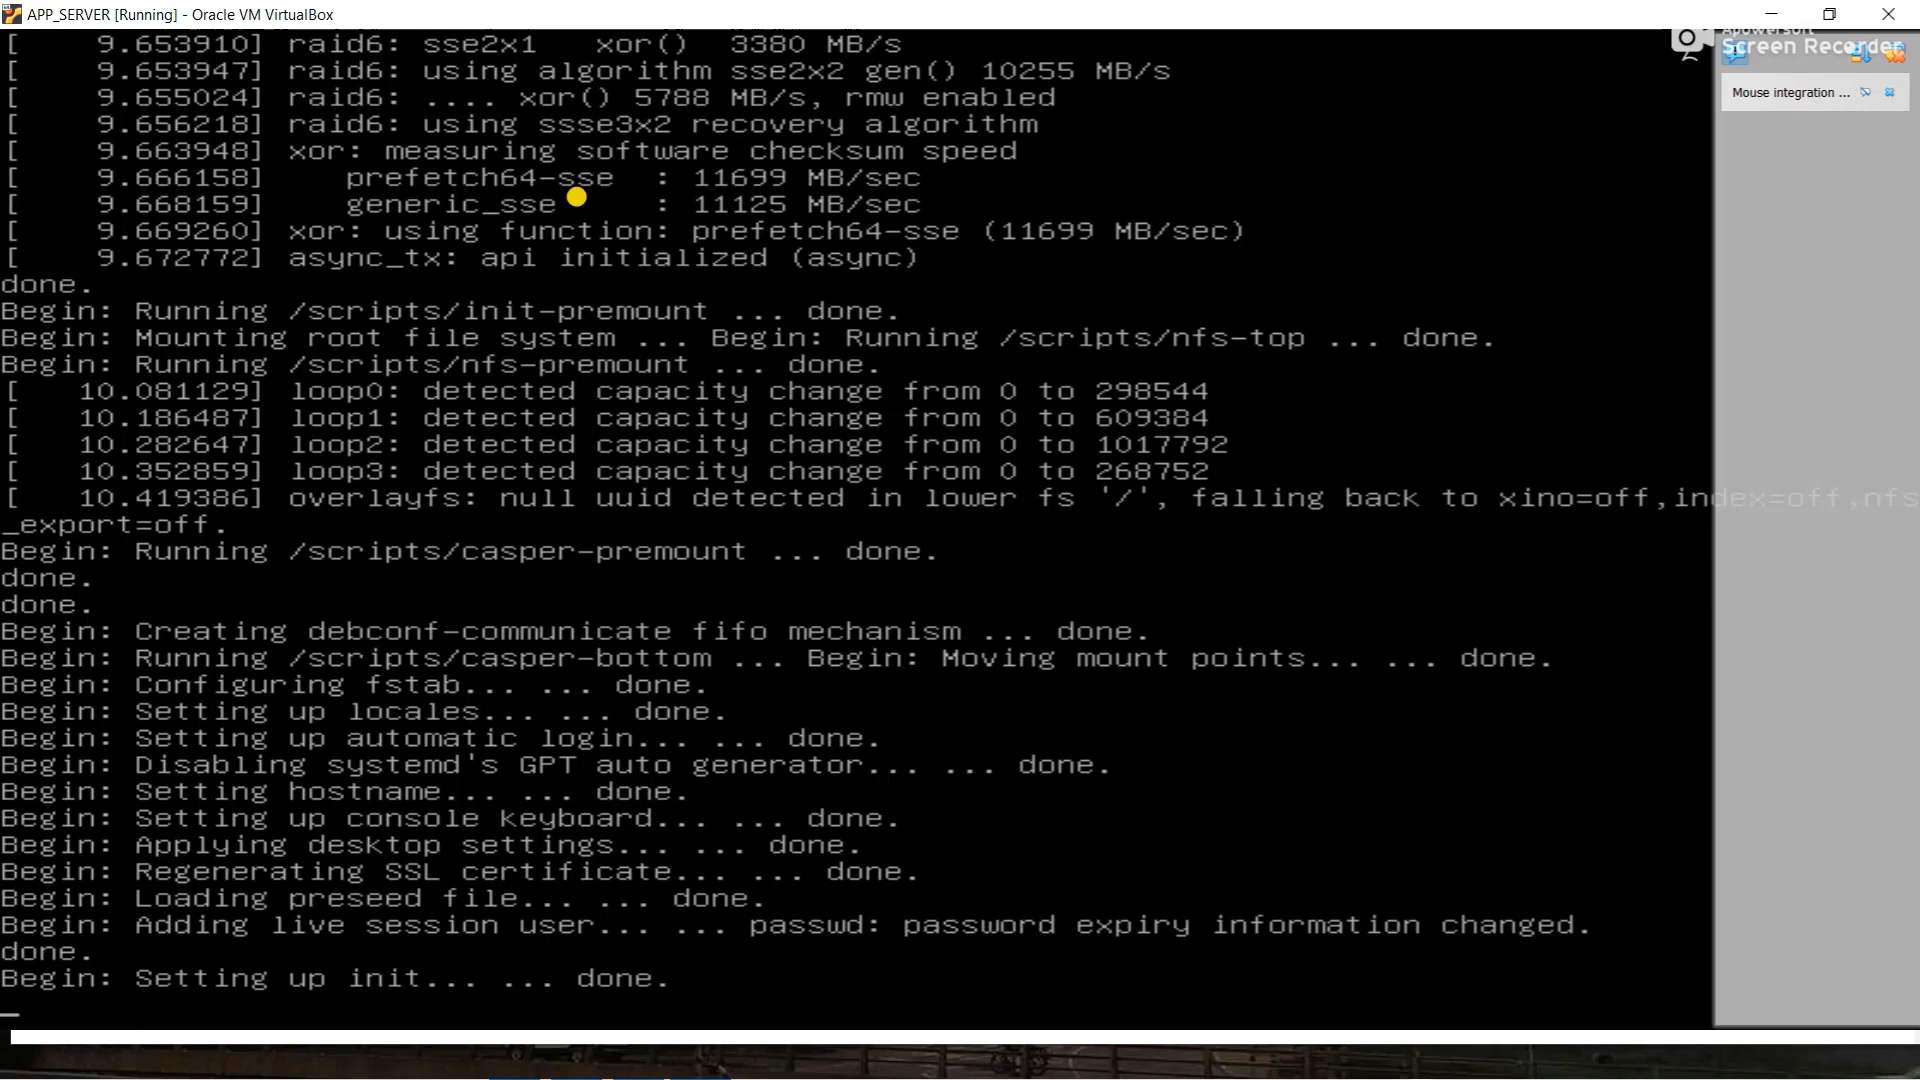 APP_SERVER [Running] - Oracle VM VirtualBox
Apowersoft
Screen Recorder
Mouse integration ...
[    9.653910] raid6: sse2x1   xor()  3380 MB/s
[    9.653947] raid6: using algorithm sse2x2 gen() 10255 MB/s
[    9.655024] raid6: .... xor() 5788 MB/s, rmw enabled
[    9.656218] raid6: using ssse3x2 recovery algorithm
[    9.663948] xor: measuring software checksum speed
[    9.666158]    prefetch64-sse  : 11699 MB/sec
[    9.668159]    generic_sse     : 11125 MB/sec
[    9.669260] xor: using function: prefetch64-sse (11699 MB/sec)
[    9.672772] async_tx: api initialized (async)
done.
Begin: Running /scripts/init-premount ... done.
Begin: Mounting root file system ... Begin: Running /scripts/nfs-top ... done.
Begin: Running /scripts/nfs-premount ... done.
[   10.081129] loop0: detected capacity change from 0 to 298544
[   10.186487] loop1: detected capacity change from 0 to 609384
[   10.282647] loop2: detected capacity change from 0 to 1017792
[   10.352859] loop3: detected capacity change from 0 to 268752
[   10.419386] overlayfs: null uuid detected in lower fs '/', falling back to xino=off,index=off,nfs
_export=off.
Begin: Running /scripts/casper-premount ... done.
done.
done.
Begin: Creating debconf-communicate fifo mechanism ... done.
Begin: Running /scripts/casper-bottom ... Begin: Moving mount points... ... done.
Begin: Configuring fstab... ... done.
Begin: Setting up locales... ... done.
Begin: Setting up automatic login... ... done.
Begin: Disabling systemd's GPT auto generator... ... done.
Begin: Setting hostname... ... done.
Begin: Setting up console keyboard... ... done.
Begin: Applying desktop settings... ... done.
Begin: Regenerating SSL certificate... ... done.
Begin: Loading preseed file... ... done.
Begin: Adding live session user... ... passwd: password expiry information changed.
done.
Begin: Setting up init... ... done.